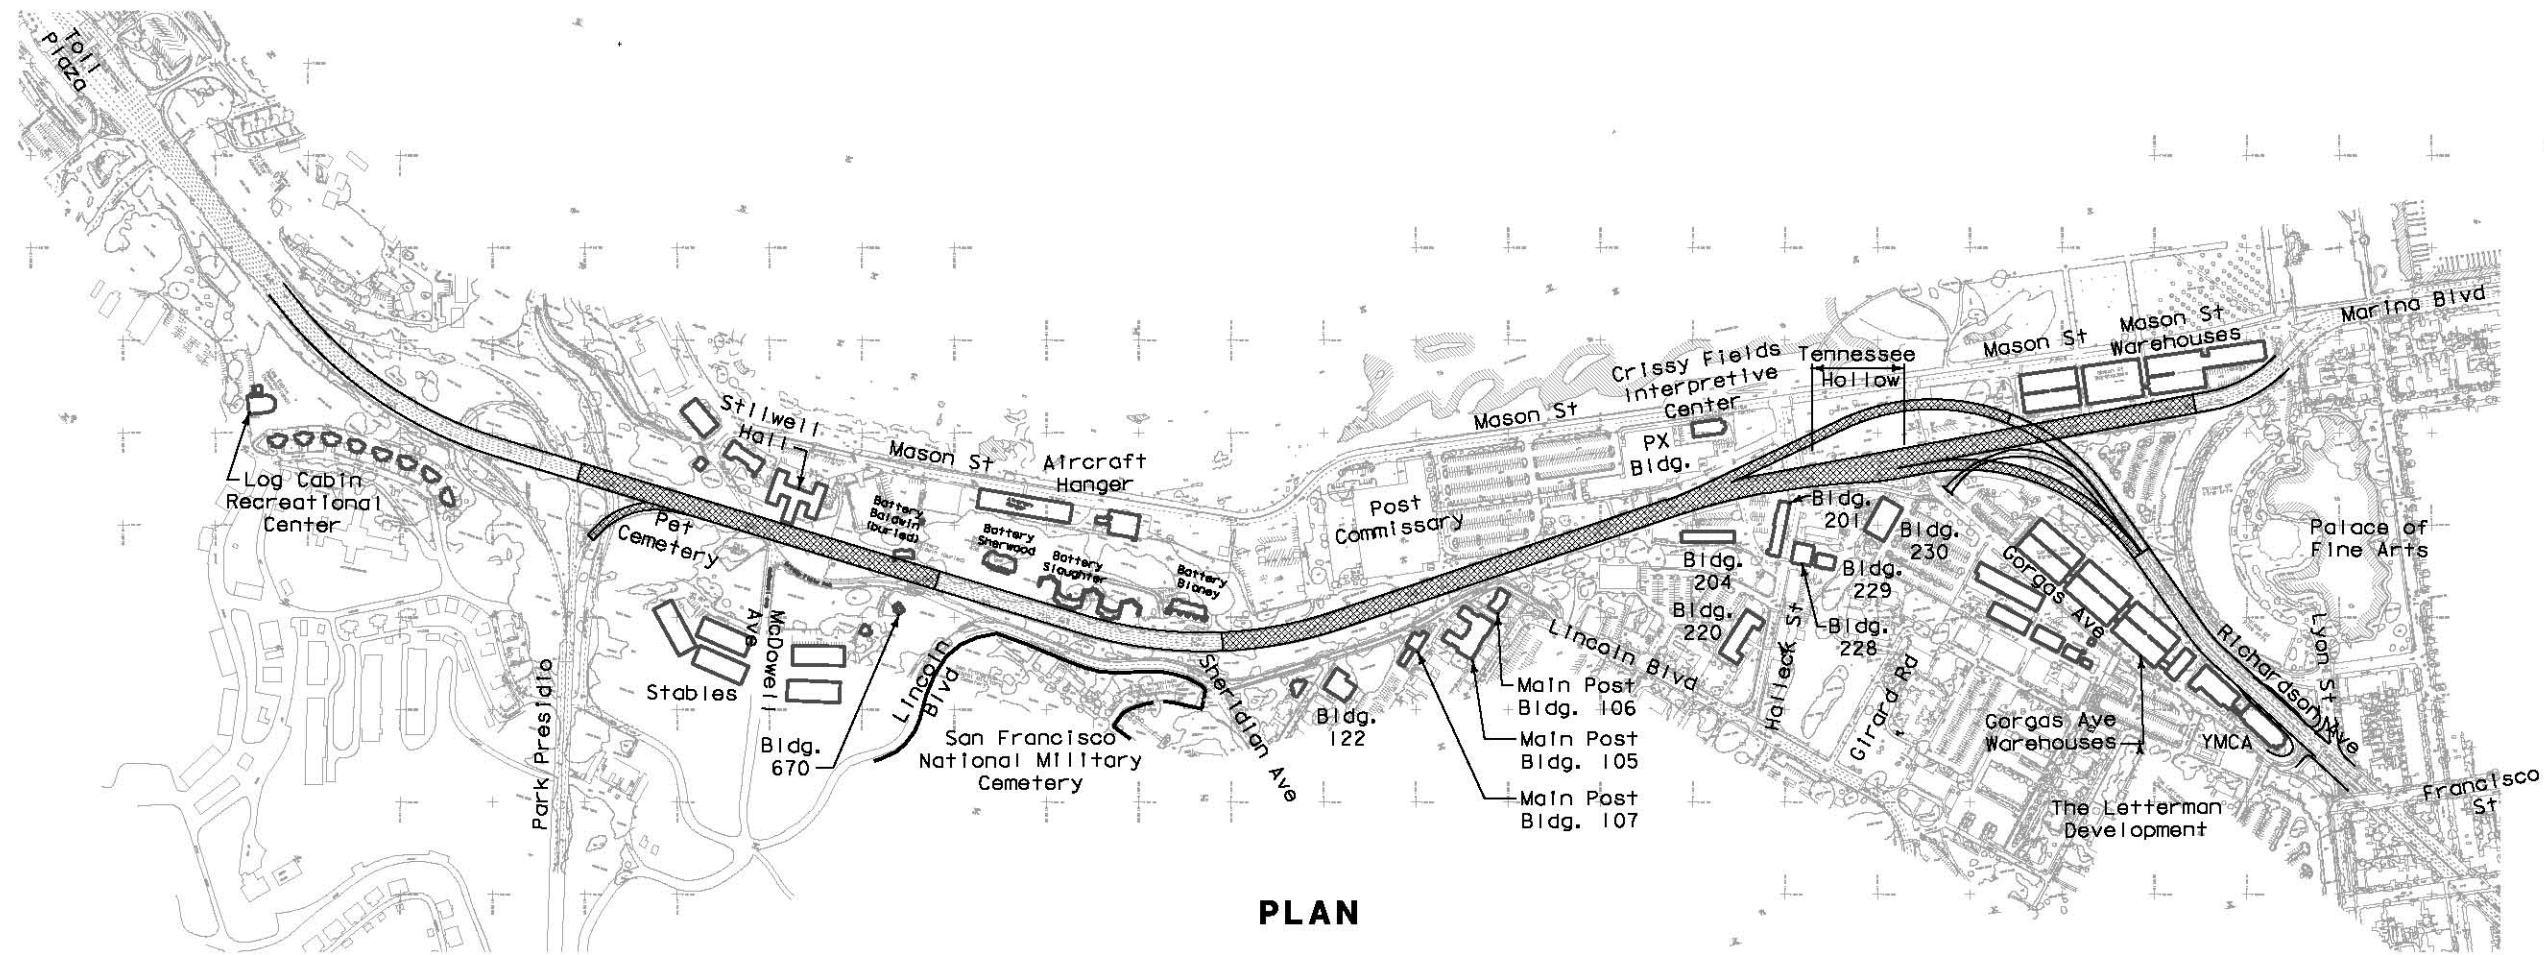 Toll
Plaza
Log Cabin
Recreational
Center
Park Presidio
Pet
Cemetery
Stillwell
Hall
Stables
McDowell
Ave
Bldg.
670
Battery
Baldwin
(buried)
Mason St
Aircraft
Hanger
Battery
Sherwood
Battery
Slaughter
Battery
Blaney
Lincoln
Blvd
San Francisco
National Military
Cemetery
Sheridian Ave
Bldg.
122
Post
Commissary
Mason St
Crissy Fields
Interpretive
Center
PX
Bldg.
Tennessee
Hollow
Main Post
Bldg. 106
Main Post
Bldg. 105
Main Post
Bldg. 107
Lincoln Blvd
Bldg.
204
Bldg.
220
Bldg.
201
Bldg.
230
Bldg.
229
Bldg.
228
Halleck St
Girard Rd
Mason St
Mason St
Warehouses
Marina Blvd
Gorgas Ave
Gorgas Ave
Warehouses
YMCA
The Letterman
Development
Palace of
Fine Arts
Richardson Ave
Lyon St
Francisco
St
PLAN